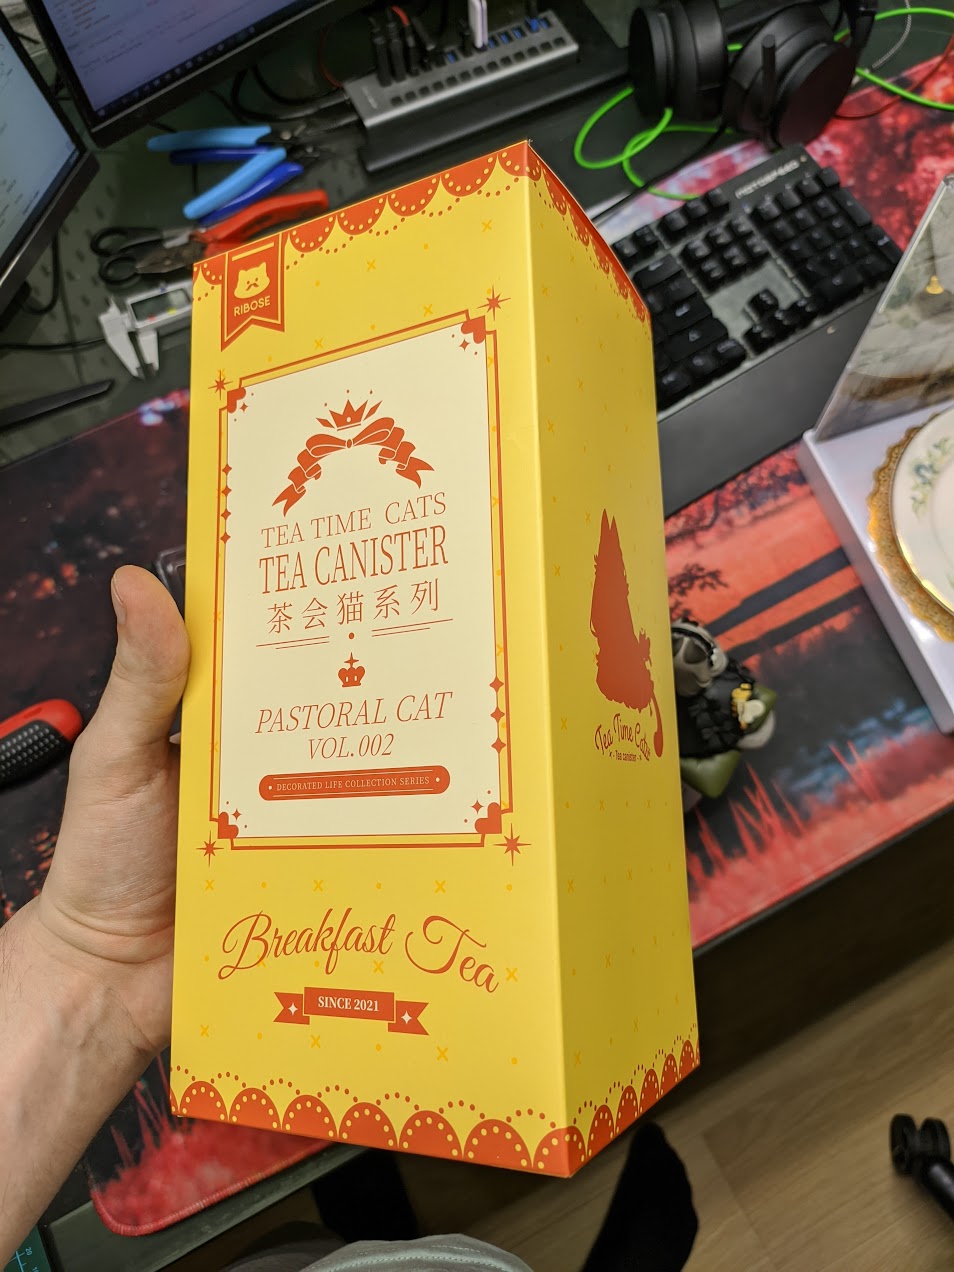 RIBOSE
TEA TIME CATS
TEA CANISTER
茶会猫系列
PASTORAL CAT
VOL.002
DECORATED LIFE COLLECTION SERIES
Breakfast Tea
SINCE 2021
Tea Time Cats
Tea canister